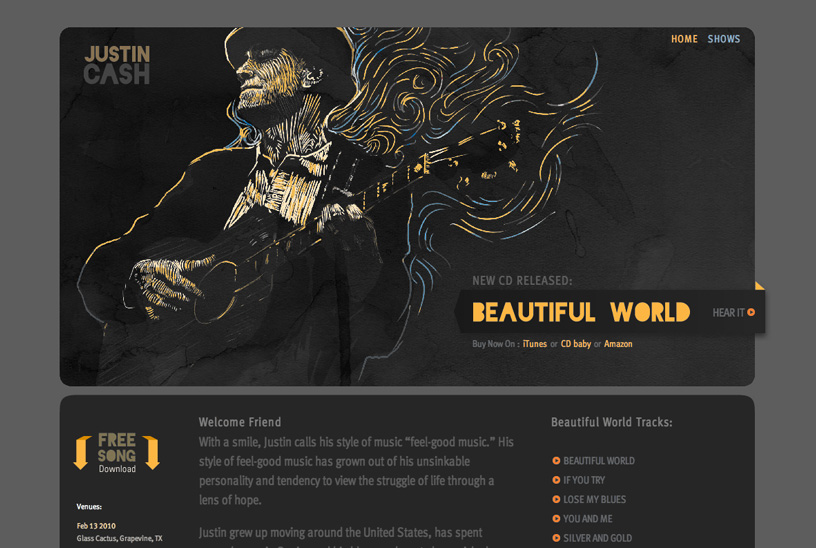 JUSTIN
CASH
HOME SHOWS
NEW CD RELEASED:
BEAUTIFUL WORLD
HEAR IT
Buy Now On : iTunes or CD baby or Amazon
FREE
SONG
Download
Venues:
Feb 13 2010
Glass Cactus, Grapevine, TX
Welcome Friend
With a smile, Justin calls his style of music “feel-good music.” His
style of feel-good music has grown out of his unsinkable
personality and tendency to view the struggle of life through a
lens of hope.
Justin grew up moving around the United States, has spent
Beautiful World Tracks:
BEAUTIFUL WORLD
IF YOU TRY
LOSE MY BLUES
YOU AND ME
SILVER AND GOLD